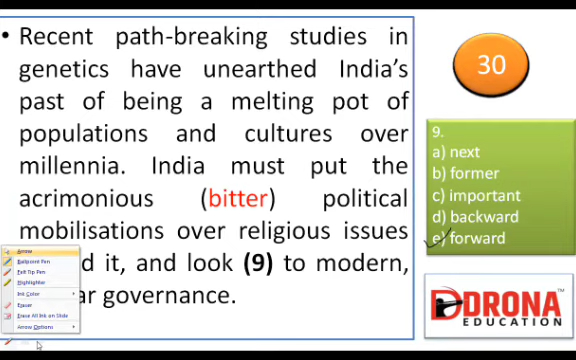 • Recent path-breaking studies in
genetics have unearthed India's
past of being a melting pot of
populations and cultures over
millennia. India must put the
acrimonious (bitter) political
mobilisations over religious issues
d it, and look (9) to modern,
ar governance.
30
9.
a) next
b) former
c) important
d) backward
e) forward
Arrow
Ballpoint Pen
Felt Tip Pen
Highlighter
Ink Color
Eraser
Erase All Ink on Slide
Arrow Options
DRONA
EDUCATION
TM